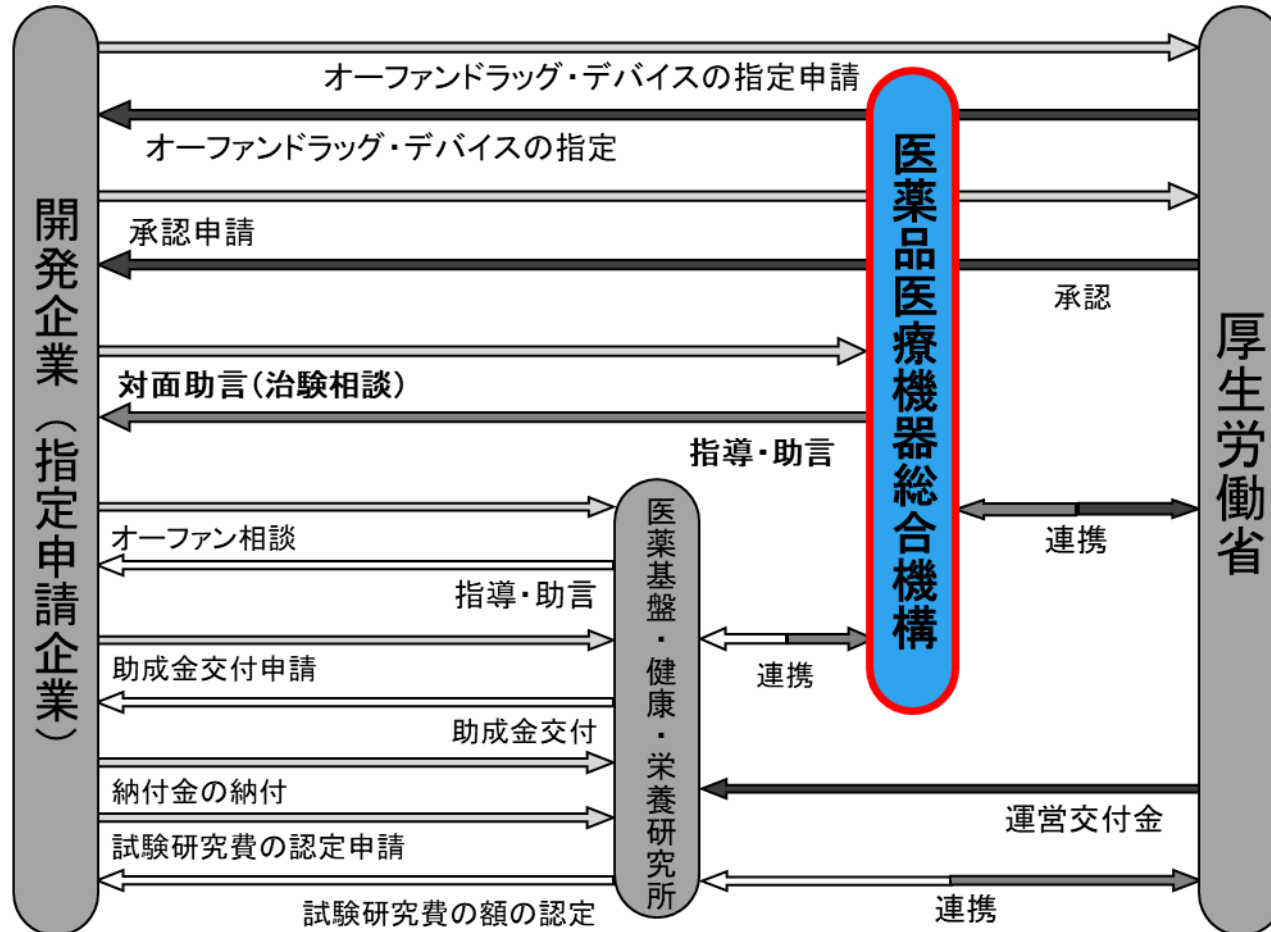 オーファンドラッグ・デバイスの指定申請
オーファンドラッグ・デバイスの指定
承認申請
承認
対面助言(治験相談)
指導・助言
オーファン相談
指導・助言
助成金交付申請
助成金交付
納付金の納付
試験研究費の認定申請
試験研究費の額の認定
連携
連携
運営交付金
連携
開発企業(指定申請企業)
医薬基盤・健康・栄養研究所
医薬品医療機器総合機構
厚生労働省